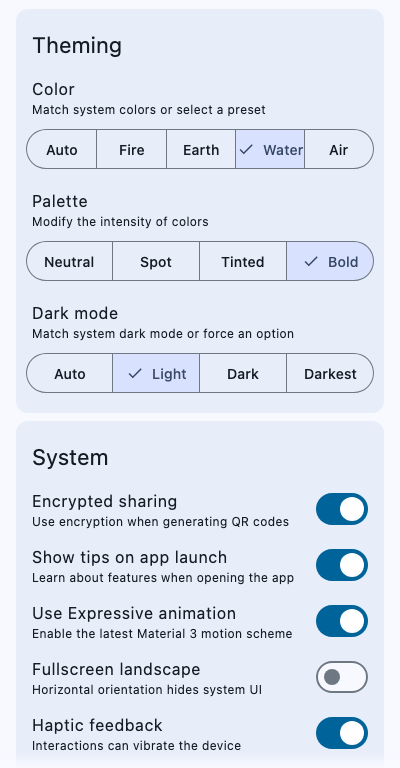 Theming
Color
Match system colors or select a preset
Auto Fire Earth Water Air
Palette
Modify the intensity of colors
Neutral Spot Tinted Bold
Dark mode
Match system dark mode or force an option
Auto Light Dark Darkest
System
Encrypted sharing
Use encryption when generating QR codes
Show tips on app launch
Learn about features when opening the app
Use Expressive animation
Enable the latest Material 3 motion scheme
Fullscreen landscape
Horizontal orientation hides system UI
Haptic feedback
Interactions can vibrate the device